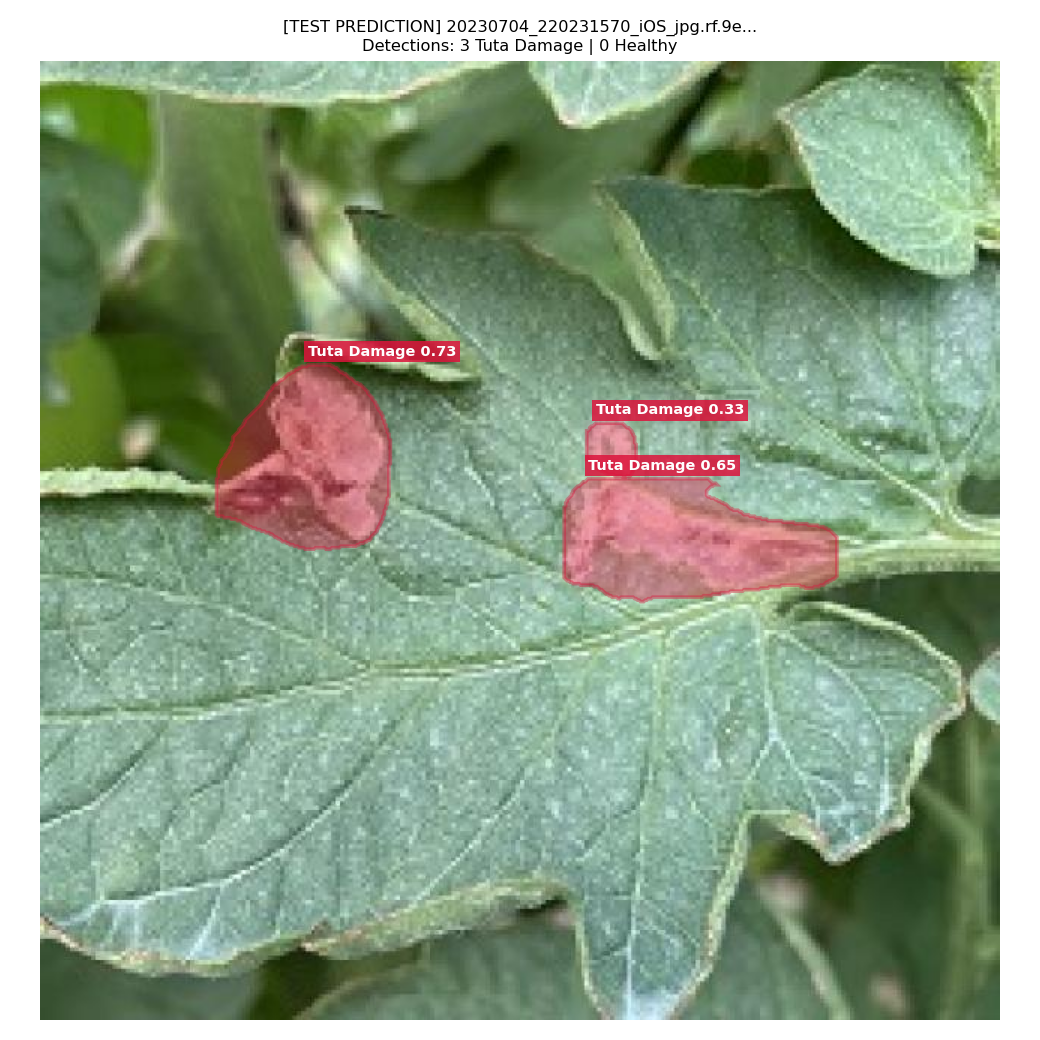 [TEST PREDICTION] 20230704_220231570_iOS_jpg.rf.9e...
Detections: 3 Tuta Damage | 0 Healthy
Tuta Damage 0.73
Tuta Damage 0.33
Tuta Damage 0.65